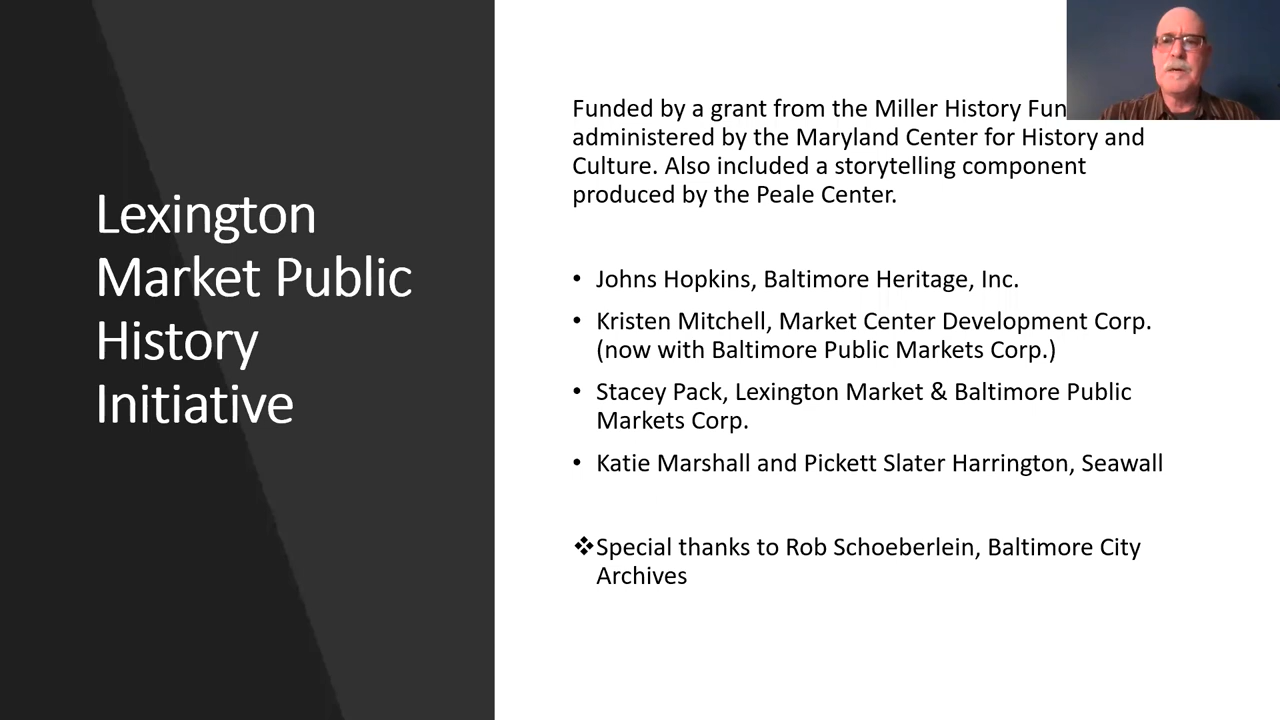 Lexington
Market Public
History
Initiative
Funded by a grant from the Miller History Fun
administered by the Maryland Center for History and
Culture. Also included a storytelling component
produced by the Peale Center.
• Johns Hopkins, Baltimore Heritage, Inc.
• Kristen Mitchell, Market Center Development Corp.
(now with Baltimore Public Markets Corp.)
• Stacey Pack, Lexington Market & Baltimore Public
Markets Corp.
• Katie Marshall and Pickett Slater Harrington, Seawall
❖Special thanks to Rob Schoeberlein, Baltimore City
Archives